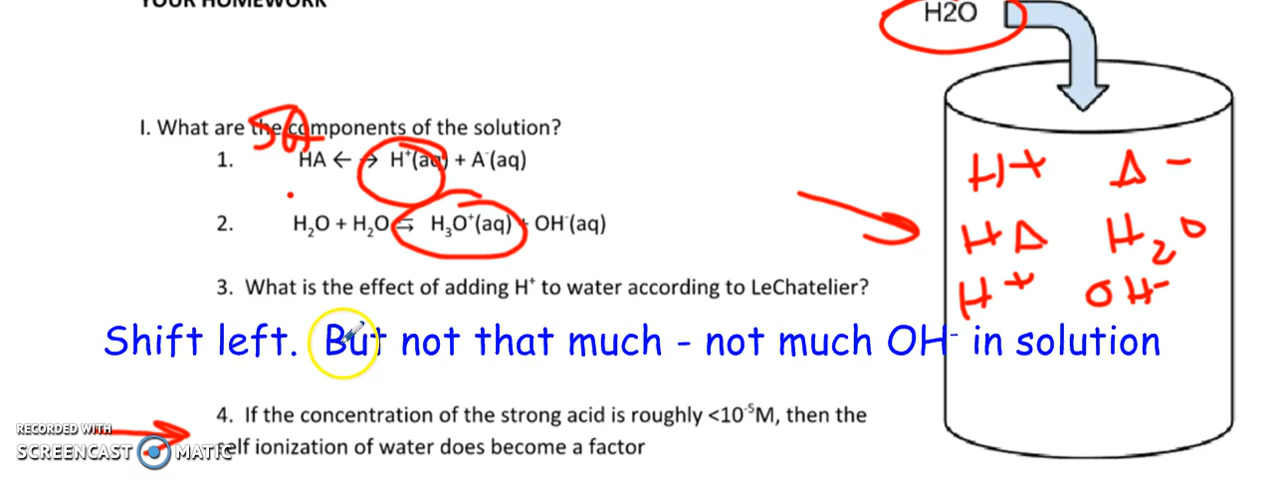 YOUR HOMEWORK
H2O
I. What are the components of the solution?
SA
1. HA ← → H⁺(aq) + A⁻(aq)
H+ A -
2. H₂O + H₂O ⇆ H₃O⁺(aq) + OH⁻(aq)
HA H2O
3. What is the effect of adding H⁺ to water according to LeChatelier?
H+ OH-
Shift left. But not that much - not much OH⁻ in solution
4. If the concentration of the strong acid is roughly <10⁻⁵M, then the
self ionization of water does become a factor
RECORDED WITH
SCREENCAST MATIC